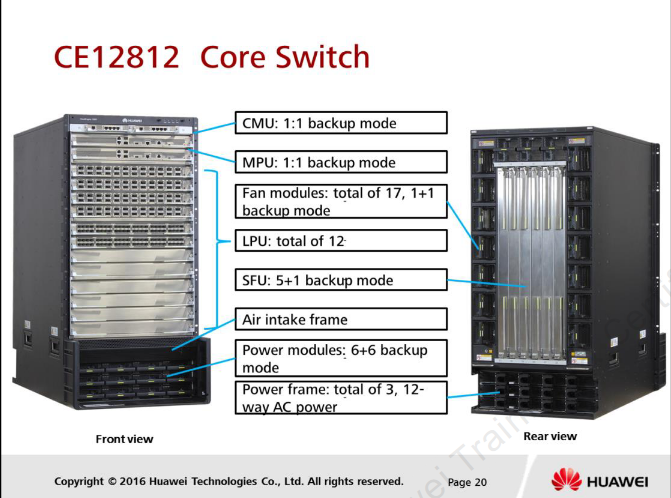 CE12812 Core Switch
CMU: 1:1 backup mode
MPU: 1:1 backup mode
Fan modules: total of 17, 1+1
backup mode
LPU: total of 12
SFU: 5+1 backup mode
Air intake frame
Power modules: 6+6 backup
mode
Power frame: total of 3, 12-
way AC power
Front view
Rear view
HUAWEI
Copyright © 2016 Huawei Technologies Co., Ltd. All rights reserved.
Page 20
HUAWEI